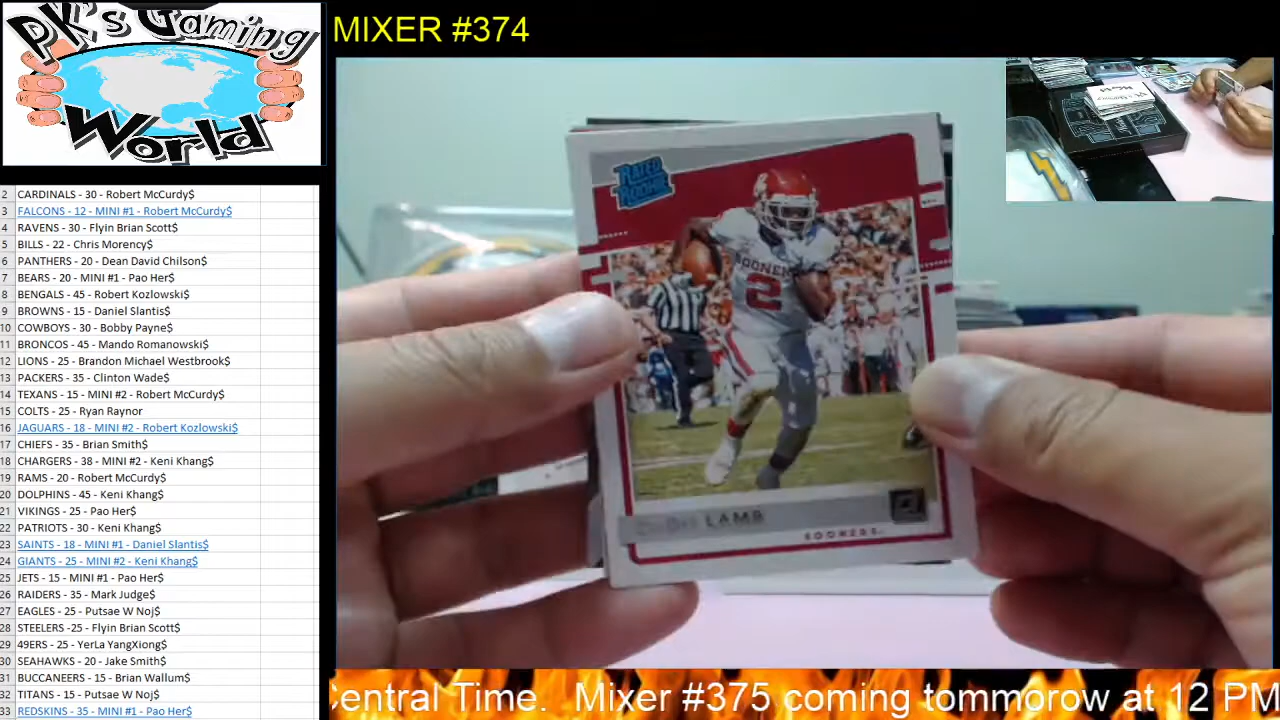 PK's Gaming
World
MIXER #374
2 CARDINALS - 30 - Robert McCurdy$
3 FALCONS - 12 - MINI #1 - Robert McCurdy$
4 RAVENS - 30 - Flyin Brian Scott$
5 BILLS - 22 - Chris Morency$
6 PANTHERS - 20 - Dean David Chilson$
7 BEARS - 20 - MINI #1 - Pao Her$
8 BENGALS - 45 - Robert Kozlowski$
9 BROWNS - 15 - Daniel Slantis$
10 COWBOYS - 30 - Bobby Payne$
11 BRONCOS - 45 - Mando Romanowski$
12 LIONS - 25 - Brandon Michael Westbrook$
13 PACKERS - 35 - Clinton Wade$
14 TEXANS - 15 - MINI #2 - Robert McCurdy$
15 COLTS - 25 - Ryan Raynor
16 JAGUARS - 18 - MINI #2 - Robert Kozlowski$
17 CHIEFS - 35 - Brian Smith$
18 CHARGERS - 38 - MINI #2 - Keni Khang$
19 RAMS - 20 - Robert McCurdy$
20 DOLPHINS - 45 - Keni Khang$
21 VIKINGS - 25 - Pao Her$
22 PATRIOTS - 30 - Keni Khang$
23 SAINTS - 18 - MINI #1 - Daniel Slantis$
24 GIANTS - 25 - MINI #2 - Keni Khang$
25 JETS - 15 - MINI #1 - Pao Her$
26 RAIDERS - 35 - Mark Judge$
27 EAGLES - 25 - Putsae W Noj$
28 STEELERS -25 - Flyin Brian Scott$
29 49ERS - 25 - YerLa YangXiong$
30 SEAHAWKS - 20 - Jake Smith$
31 BUCCANEERS - 15 - Brian Wallum$
32 TITANS - 15 - Putsae W Noj$
33 REDSKINS - 35 - MINI #1 - Pao Her$
RATED
ROOKIE
SOONERS
2
LAMB
SOONERS
Central Time. Mixer #375 coming tommorow at 12 PM